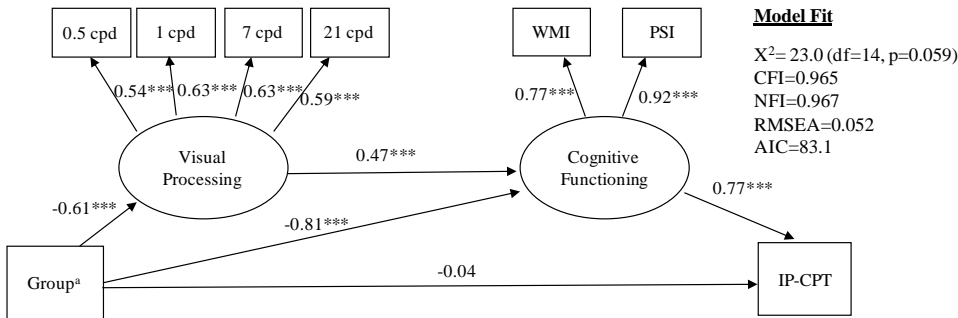 0.5 cpd
1 cpd
7 cpd
21 cpd
WMI
PSI
Model Fit
X²= 23.0 (df=14, p=0.059)
CFI=0.965
NFI=0.967
RMSEA=0.052
AIC=83.1
0.54***
0.63***
0.63***
0.59***
0.77***
0.92***
Visual
Processing
0.47***
Cognitive
Functioning
0.77***
-0.61***
-0.81***
Groupᵃ
-0.04
IP-CPT